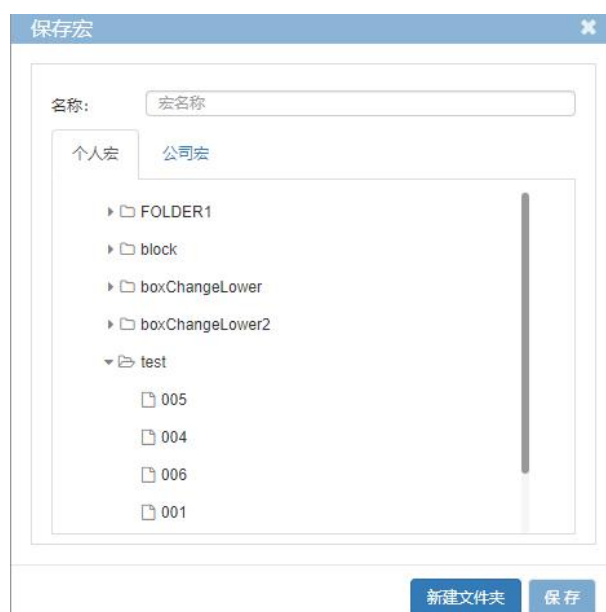 保存宏
名称:
宏名称
个人宏 公司宏
FOLDER1
block
boxChangeLower
boxChangeLower2
test
005
004
006
001
新建文件夹 保存